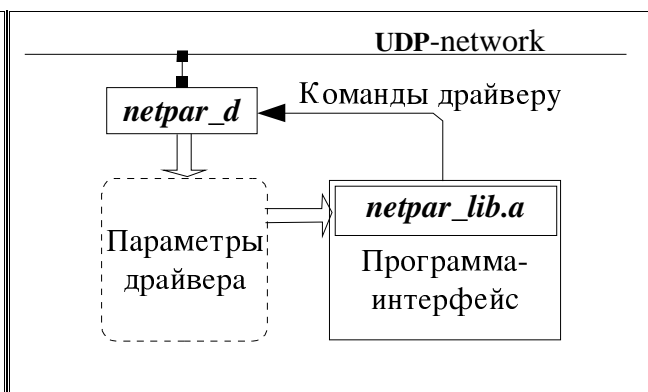 UDP-network
Команды драйверу
netpar_d
netpar_lib.a
Параметры
драйвера
Программа-
интерфейс